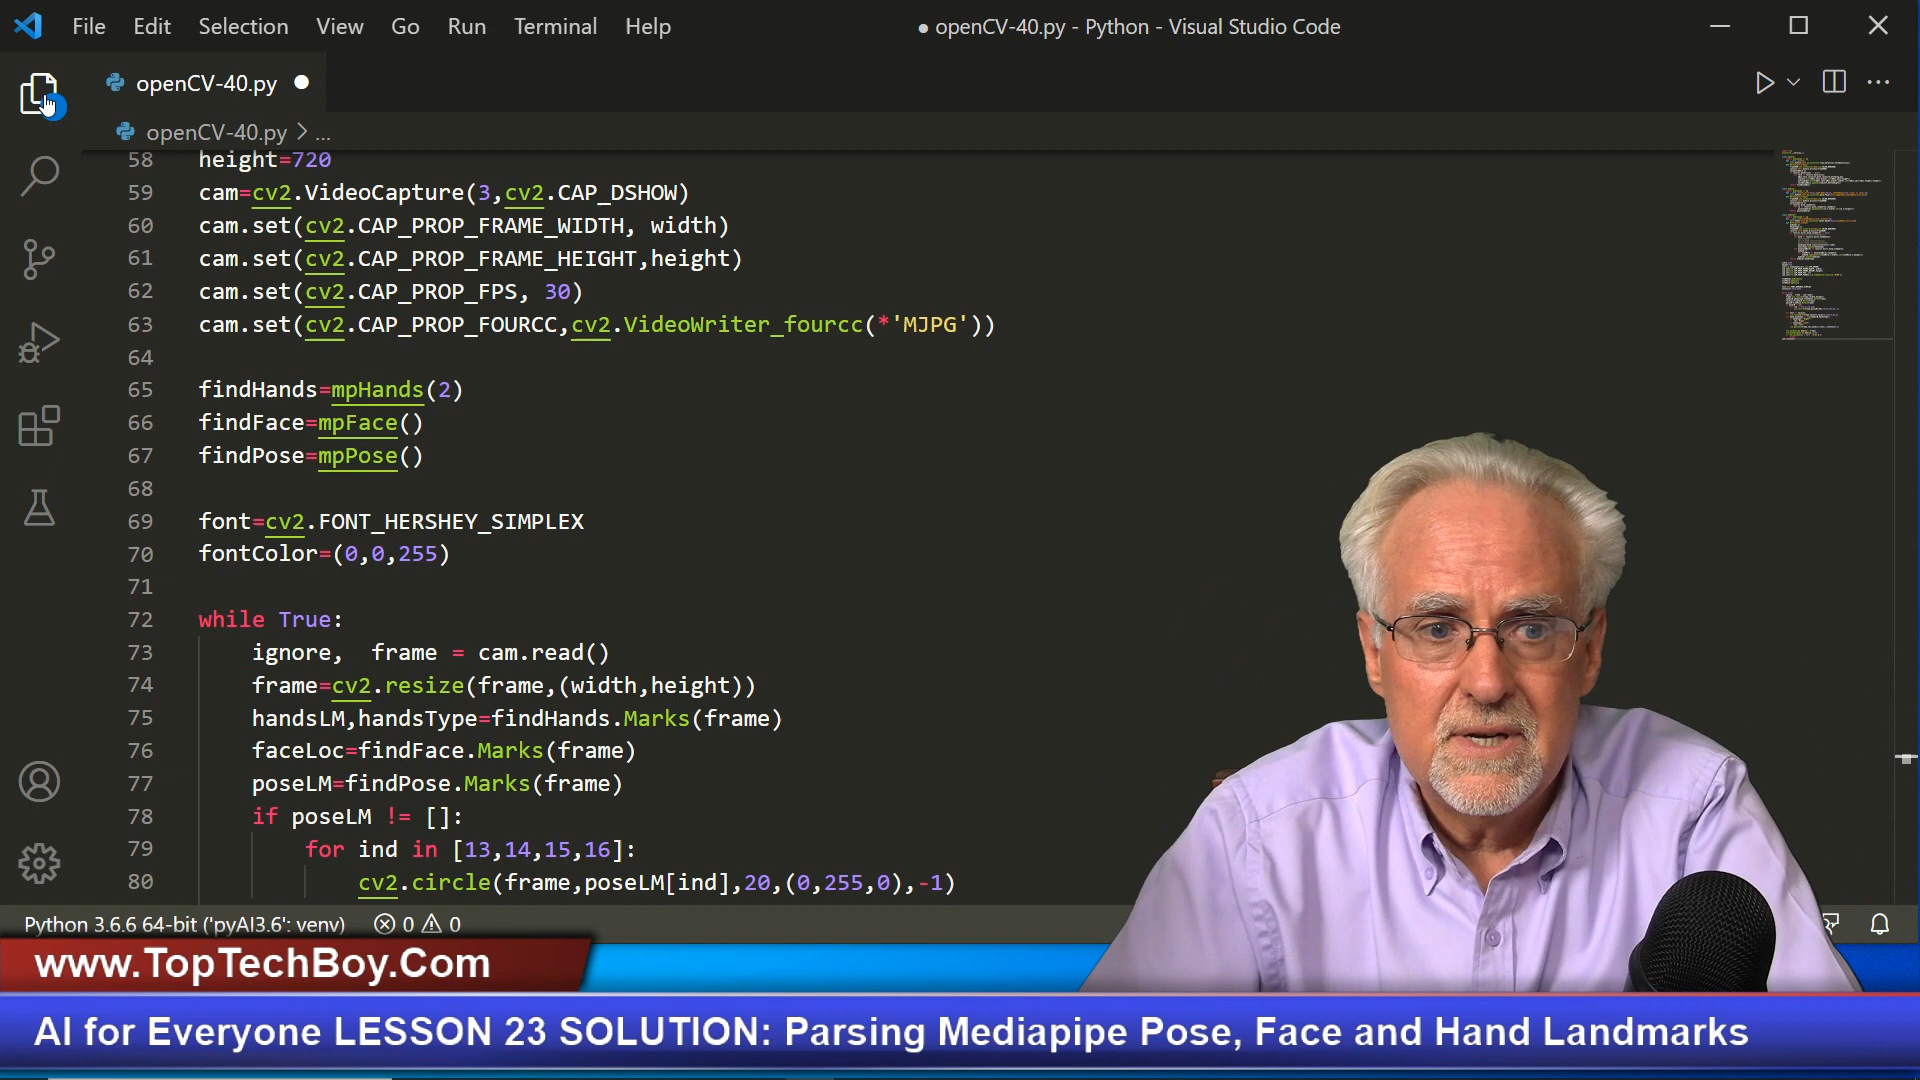 File Edit Selection View Go Run Terminal Help
● openCV-40.py - Python - Visual Studio Code
openCV-40.py ●
openCV-40.py > ...
58 height=720
59 cam=cv2.VideoCapture(3,cv2.CAP_DSHOW)
60 cam.set(cv2.CAP_PROP_FRAME_WIDTH, width)
61 cam.set(cv2.CAP_PROP_FRAME_HEIGHT,height)
62 cam.set(cv2.CAP_PROP_FPS, 30)
63 cam.set(cv2.CAP_PROP_FOURCC,cv2.VideoWriter_fourcc(*'MJPG'))
64
65 findHands=mpHands(2)
66 findFace=mpFace()
67 findPose=mpPose()
68
69 font=cv2.FONT_HERSHEY_SIMPLEX
70 fontColor=(0,0,255)
71
72 while True:
73     ignore,  frame = cam.read()
74     frame=cv2.resize(frame,(width,height))
75     handsLM,handsType=findHands.Marks(frame)
76     faceLoc=findFace.Marks(frame)
77     poseLM=findPose.Marks(frame)
78     if poseLM != []:
79         for ind in [13,14,15,16]:
80             cv2.circle(frame,poseLM[ind],20,(0,255,0),-1)
Python 3.6.6 64-bit ('pyAI3.6': venv) 0 0
www.TopTechBoy.Com
AI for Everyone LESSON 23 SOLUTION: Parsing Mediapipe Pose, Face and Hand Landmarks